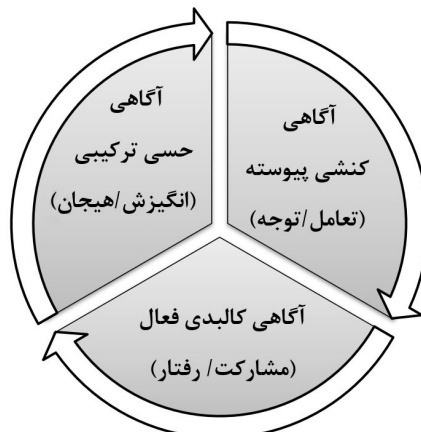 آگاهی
کنشی پیوسته
(تعامل/توجه)
آگاهی کالبدی فعال
(مشارکت/ رفتار)
آگاهی
حسی ترکیبی
(انگیزش/هیجان)